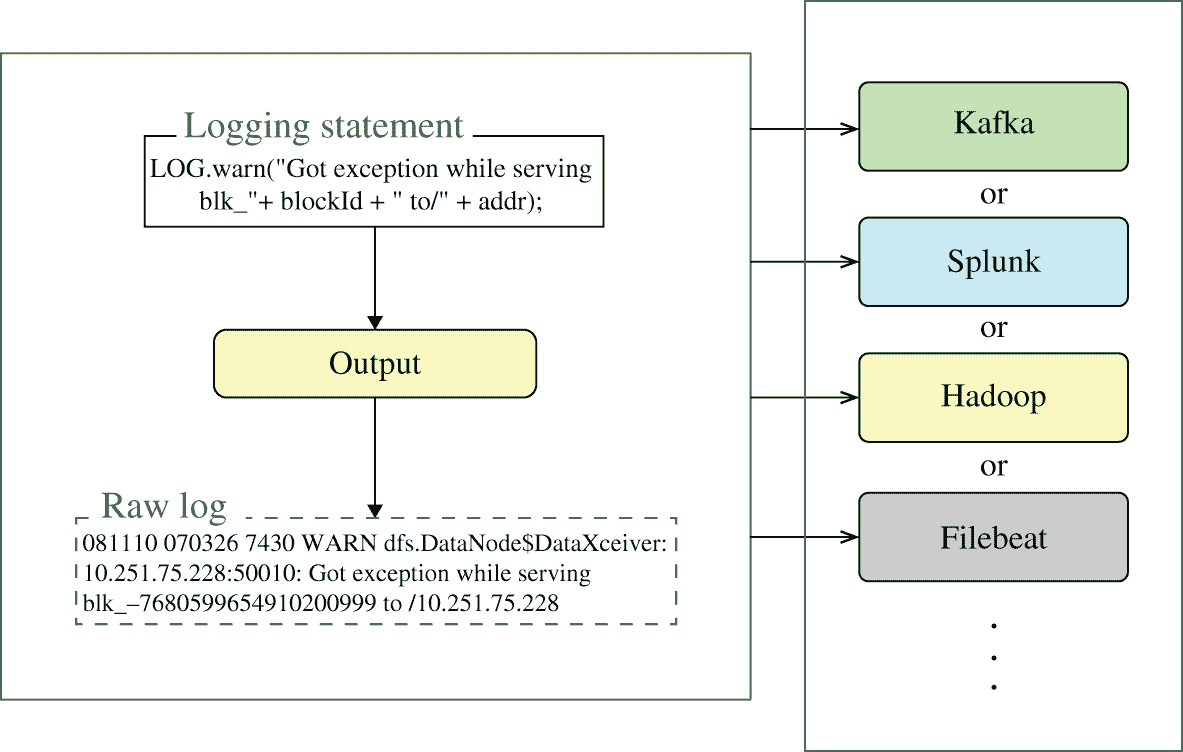 Logging statement
LOG.warn("Got exception while serving
blk_"+ blockId + " to/" + addr);
Output
Raw log
081110 070326 7430 WARN dfs.DataNode$DataXceiver:
10.251.75.228:50010: Got exception while serving
blk_–7680599654910200999 to /10.251.75.228
Kafka
or
Splunk
or
Hadoop
or
Filebeat
.
.
.